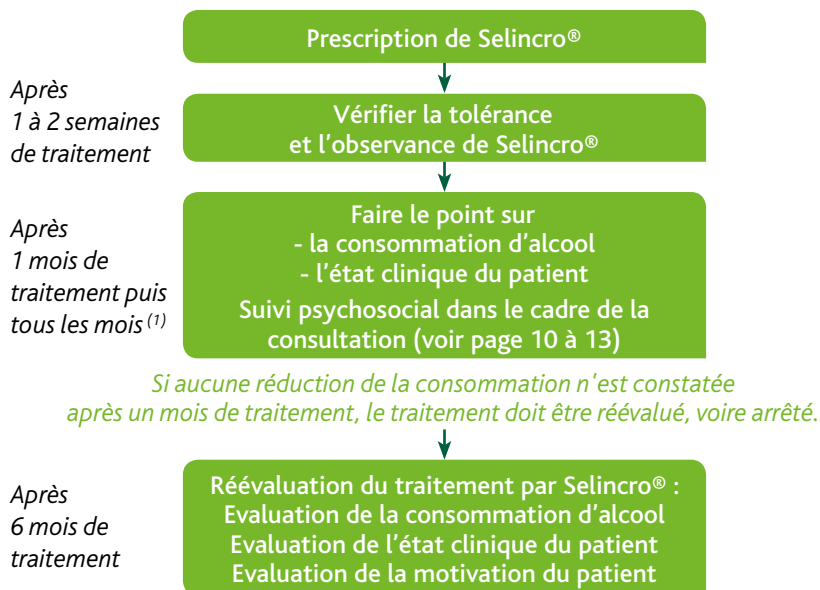 Prescription de Selincro®
Après
1 à 2 semaines
de traitement
Vérifier la tolérance
et l'observance de Selincro®
Après
1 mois de
traitement puis
tous les mois (1)
Faire le point sur
- la consommation d'alcool
- l'état clinique du patient
Suivi psychosocial dans le cadre de la
consultation (voir page 10 à 13)
Si aucune réduction de la consommation n'est constatée
après un mois de traitement, le traitement doit être réévalué, voire arrêté.
Après
6 mois de
traitement
Réévaluation du traitement par Selincro® :
Evaluation de la consommation d'alcool
Evaluation de l'état clinique du patient
Evaluation de la motivation du patient